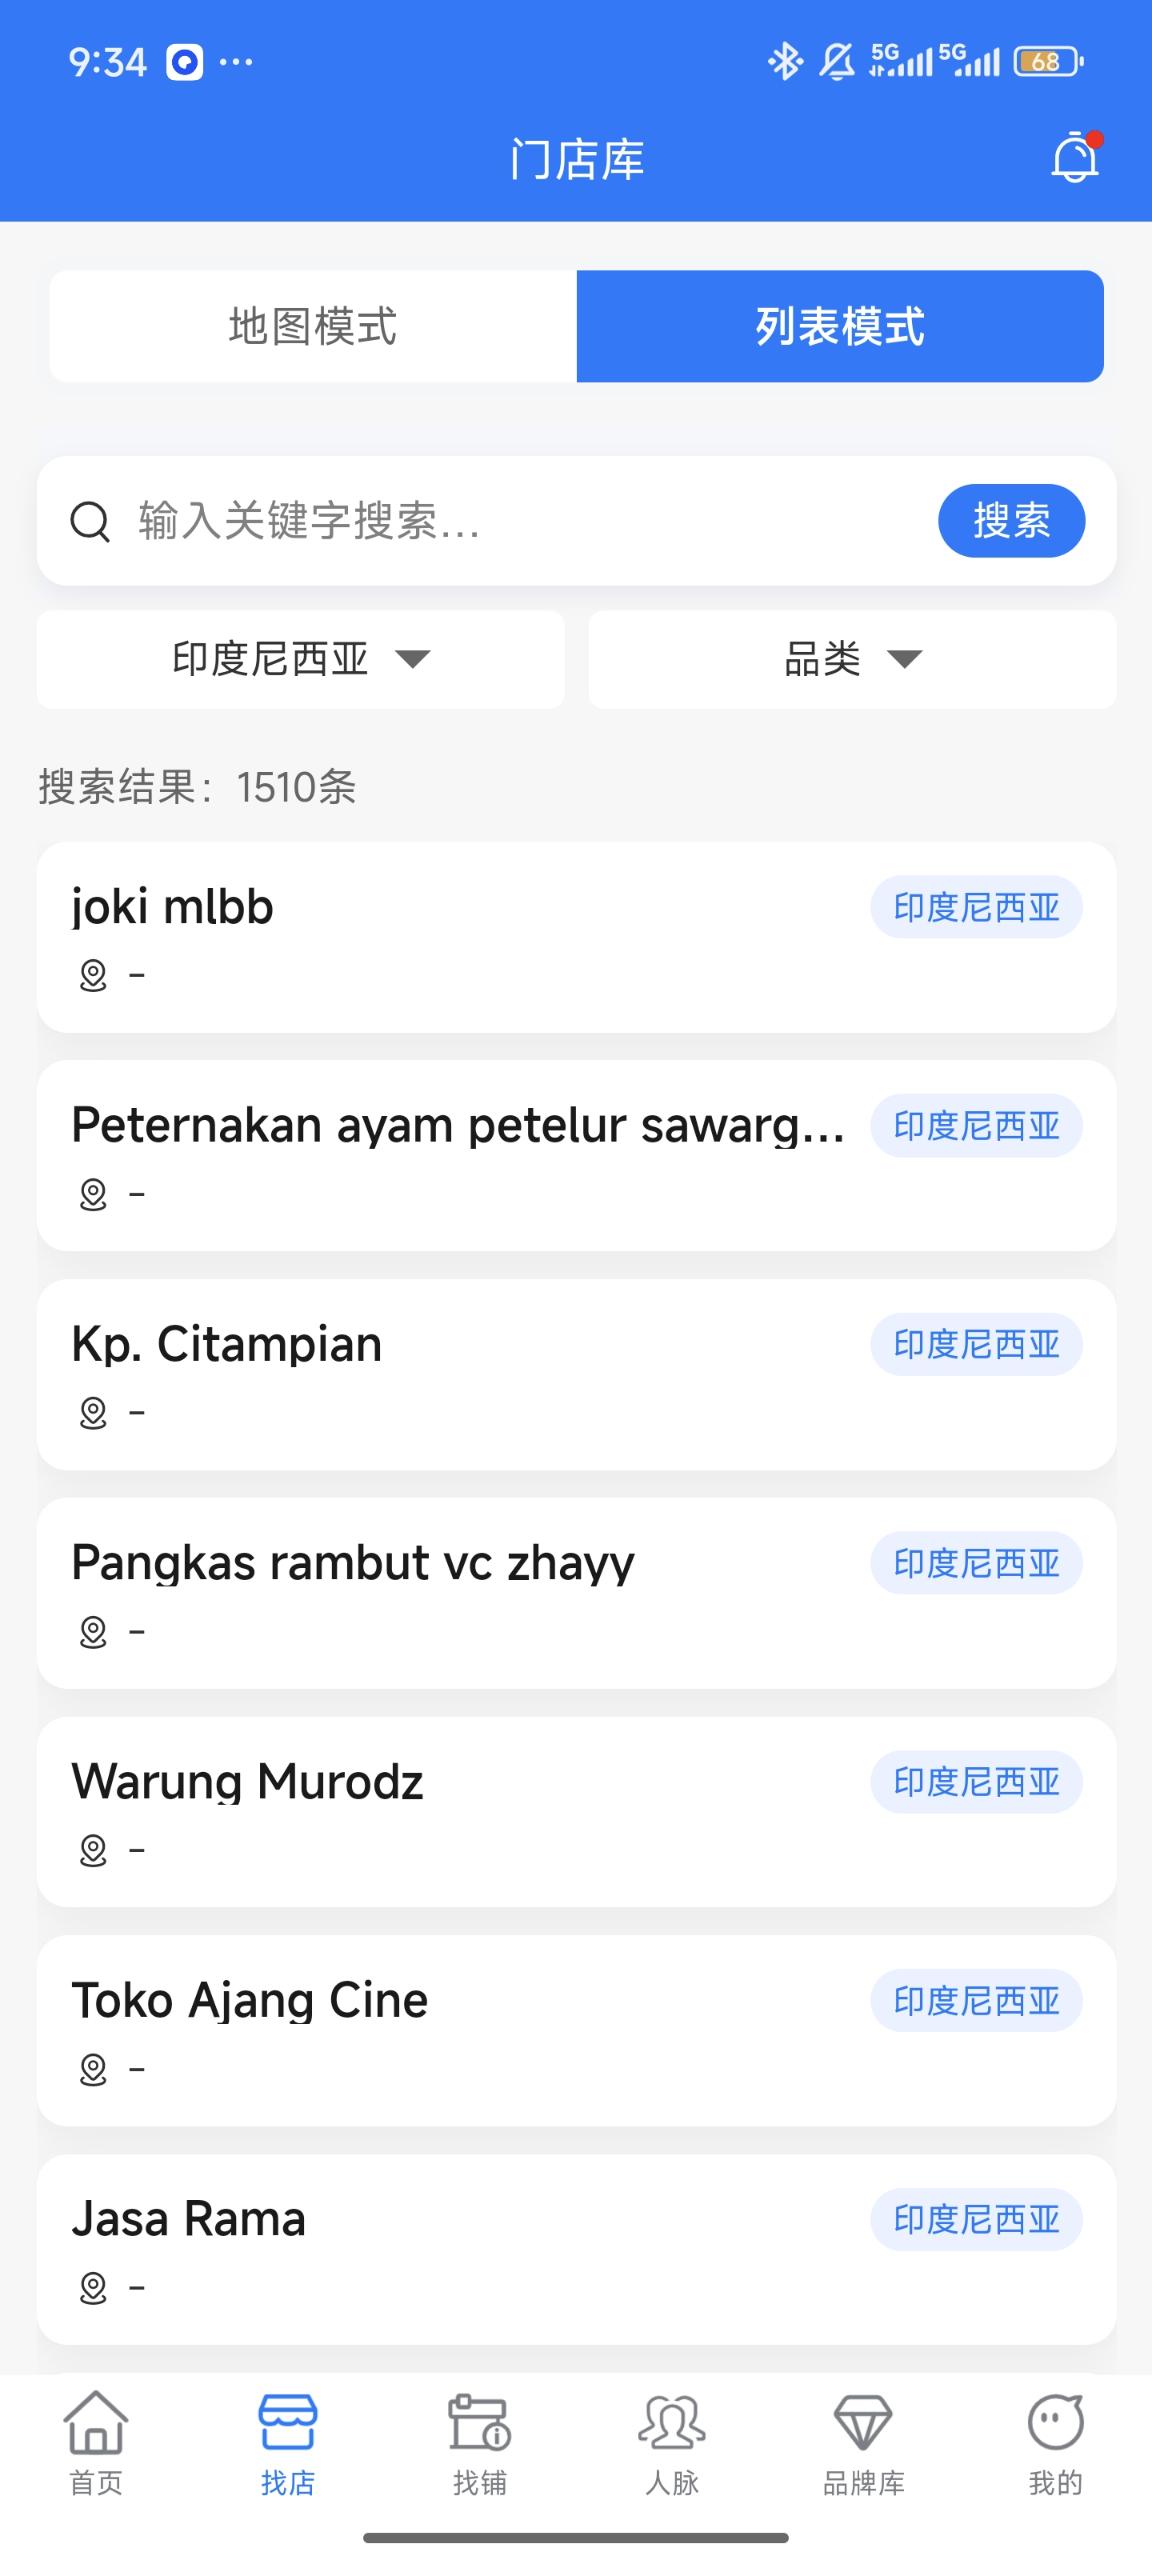 9:34 ... 5G 5G 68
门店库
地图模式 列表模式
输入关键字搜索... 搜索
印度尼西亚 品类
搜索结果：1510条
joki mlbb 印度尼西亚
-
Peternakan ayam petelur sawarg... 印度尼西亚
-
Kp. Citampian 印度尼西亚
-
Pangkas rambut vc zhayy 印度尼西亚
-
Warung Murodz 印度尼西亚
-
Toko Ajang Cine 印度尼西亚
-
Jasa Rama 印度尼西亚
-
首页 找店 找铺 人脉 品牌库 我的